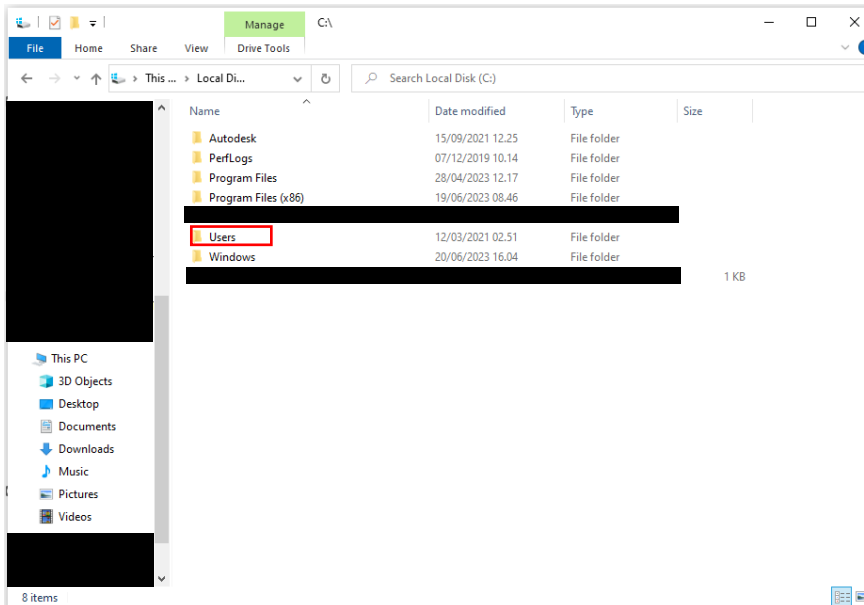 Manage C:\
File Home Share View Drive Tools
This ... Local Di... Search Local Disk (C:)
Name Date modified Type Size
Autodesk 15/09/2021 12.25 File folder
PerfLogs 07/12/2019 10.14 File folder
Program Files 28/04/2023 12.17 File folder
Program Files (x86) 19/06/2023 08.46 File folder
Users 12/03/2021 02.51 File folder
Windows 20/06/2023 16.04 File folder
1 KB
This PC
3D Objects
Desktop
Documents
Downloads
Music
Pictures
Videos
8 items